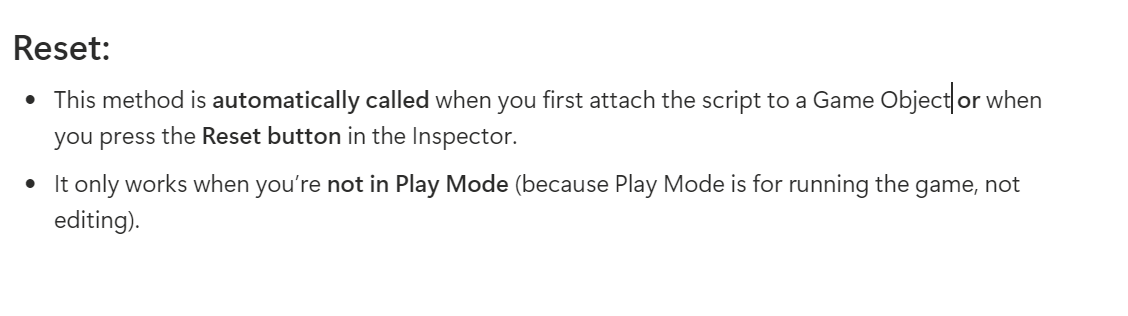 Reset:
• This method is automatically called when you first attach the script to a Game Object or when
you press the Reset button in the Inspector.
• It only works when you’re not in Play Mode (because Play Mode is for running the game, not
editing).